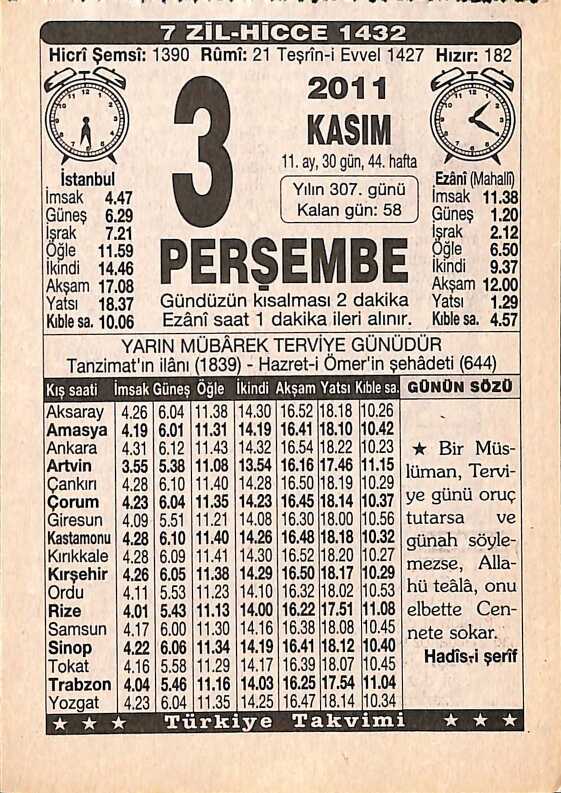 7 ZİL-HİCCE 1432
Hicrî Şemsî: 1390 Rûmî: 21 Teşrîn-i Evvel 1427 Hızır: 182
3
2011
KASIM
11. ay, 30 gün, 44. hafta
Yılın 307. günü
Kalan gün: 58
PERŞEMBE
Gündüzün kısalması 2 dakika
Ezânî saat 1 dakika ileri alınır.
İstanbul
İmsak 4.47
Güneş 6.29
İşrak 7.21
Öğle 11.59
İkindi 14.46
Akşam 17.08
Yatsı 18.37
Kıble sa. 10.06
Ezânî (Mahallî)
İmsak 11.38
Güneş 1.20
İşrak 2.12
Öğle 6.50
İkindi 9.37
Akşam 12.00
Yatsı 1.29
Kıble sa. 4.57
YARIN MÜBÂREK TERVİYE GÜNÜDÜR
Tanzimat'ın ilânı (1839) - Hazret-i Ömer'in şehâdeti (644)
Kış saati İmsak Güneş Öğle İkindi Akşam Yatsı Kıble sa.
Aksaray 4.26 6.04 11.38 14.30 16.52 18.18 10.26
Amasya 4.19 6.01 11.31 14.19 16.41 18.10 10.42
Ankara 4.31 6.12 11.43 14.32 16.54 18.22 10.23
Artvin 3.55 5.38 11.08 13.54 16.16 17.46 11.15
Çankırı 4.28 6.10 11.40 14.28 16.50 18.19 10.29
Çorum 4.23 6.04 11.35 14.23 16.45 18.14 10.37
Giresun 4.09 5.51 11.21 14.08 16.30 18.00 10.56
Kastamonu 4.28 6.10 11.40 14.26 16.48 18.18 10.32
Kırıkkale 4.28 6.09 11.41 14.30 16.52 18.20 10.27
Kırşehir 4.26 6.05 11.38 14.29 16.50 18.17 10.29
Ordu 4.11 5.53 11.23 14.10 16.32 18.02 10.53
Rize 4.01 5.43 11.13 14.00 16.22 17.51 11.08
Samsun 4.17 6.00 11.30 14.16 16.38 18.08 10.45
Sinop 4.22 6.06 11.34 14.19 16.41 18.12 10.40
Tokat 4.16 5.58 11.29 14.17 16.39 18.07 10.45
Trabzon 4.04 5.46 11.16 14.03 16.25 17.54 11.04
Yozgat 4.23 6.04 11.35 14.25 16.47 18.14 10.34
GÜNÜN SÖZÜ
★ Bir Müs-
lüman, Tervi-
ye günü oruç
tutarsa ve
günah söyle-
mezse, Alla-
hü teâlâ, onu
elbette Cen-
nete sokar.
Hadîs-i şerîf
★ ★ ★ Türkiye Takvimi ★ ★ ★